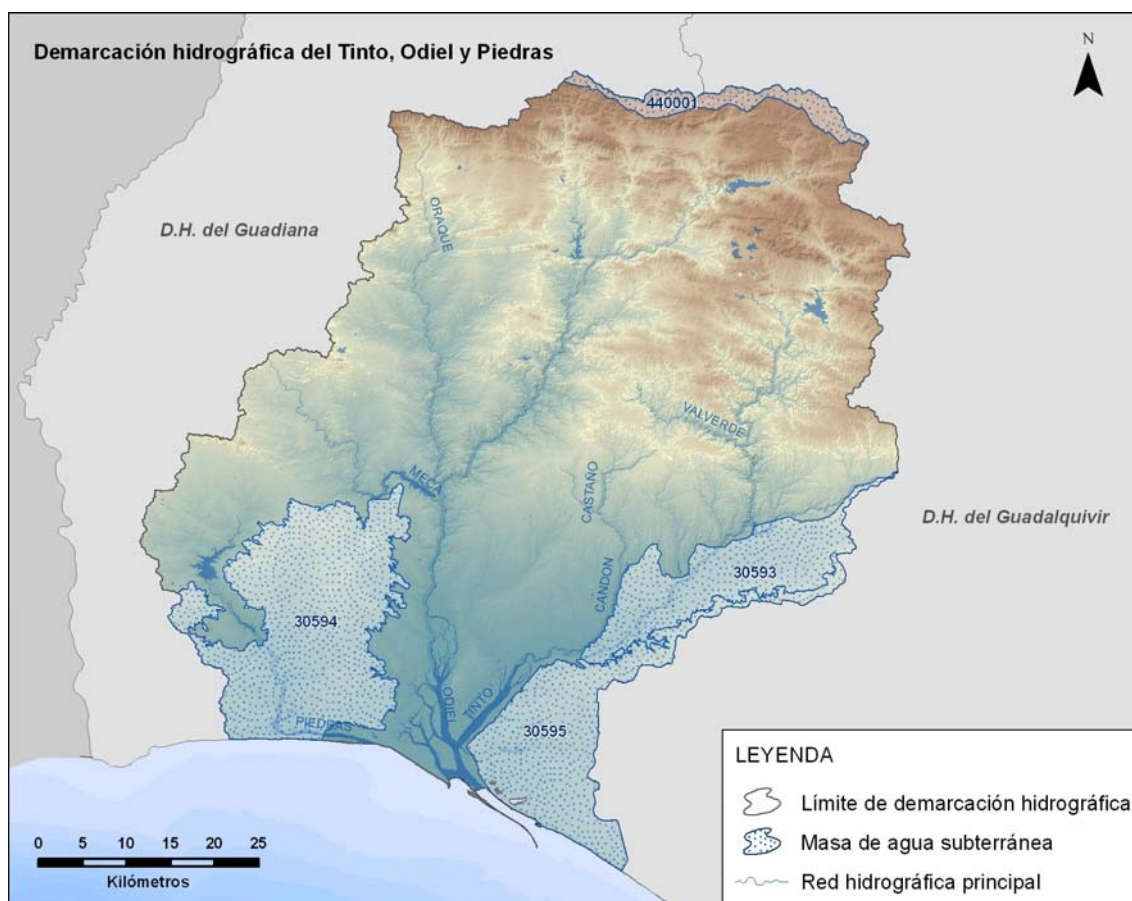 Demarcación hidrográfica del Tinto, Odiel y Piedras
N
440001
D.H. del Guadiana
ORAQUE
VALVERDE
MECA
CASTAÑO
D.H. del Guadalquivir
30593
CANDON
30594
ODIEL
TINTO
PIEDRAS
30595
LEYENDA
Límite de demarcación hidrográfica
Masa de agua subterránea
Red hidrográfica principal
0 5 10 15 20 25
Kilómetros